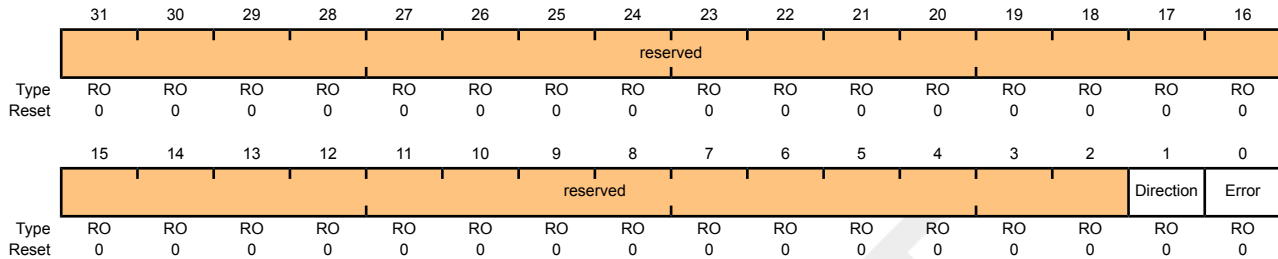 31 30 29 28 27 26 25 24 23 22 21 20 19 18 17 16
reserved
Type RO RO RO RO RO RO RO RO RO RO RO RO RO RO RO RO
Reset 0 0 0 0 0 0 0 0 0 0 0 0 0 0 0 0
15 14 13 12 11 10 9 8 7 6 5 4 3 2 1 0
reserved Direction Error
Type RO RO RO RO RO RO RO RO RO RO RO RO RO RO RO RO
Reset 0 0 0 0 0 0 0 0 0 0 0 0 0 0 0 0